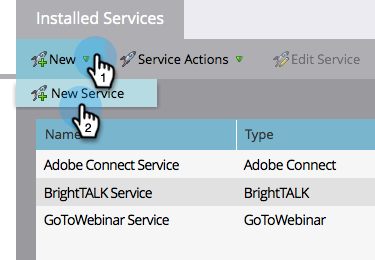 Installed Services
New Service Actions Edit Service
1
New Service
2
Name Type
Adobe Connect Service Adobe Connect
BrightTALK Service BrightTALK
GoToWebinar Service GoToWebinar